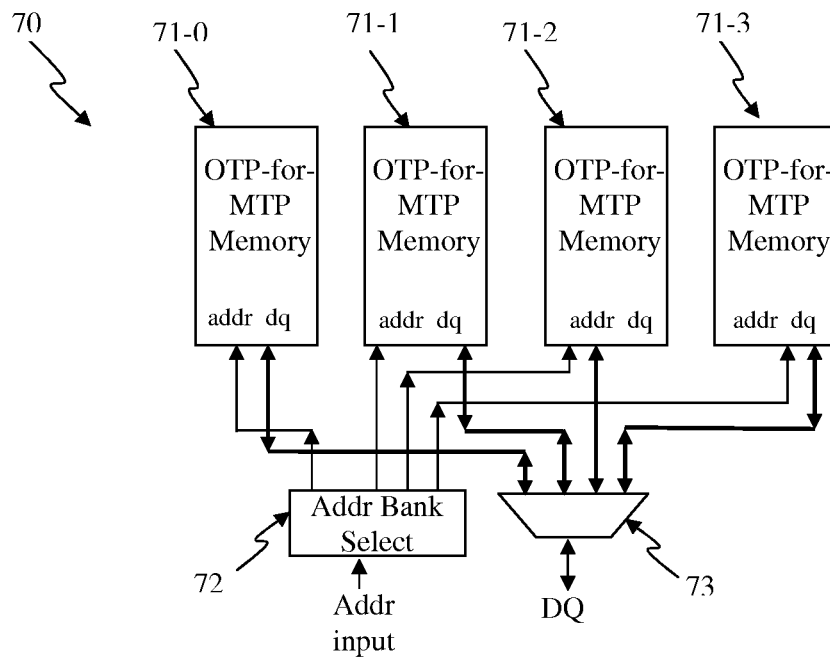 70
71-0
71-1
71-2
71-3
OTP-for-
MTP
Memory
addr dq
OTP-for-
MTP
Memory
addr dq
OTP-for-
MTP
Memory
addr dq
OTP-for-
MTP
Memory
addr dq
Addr Bank
Select
72
73
Addr
input
DQ